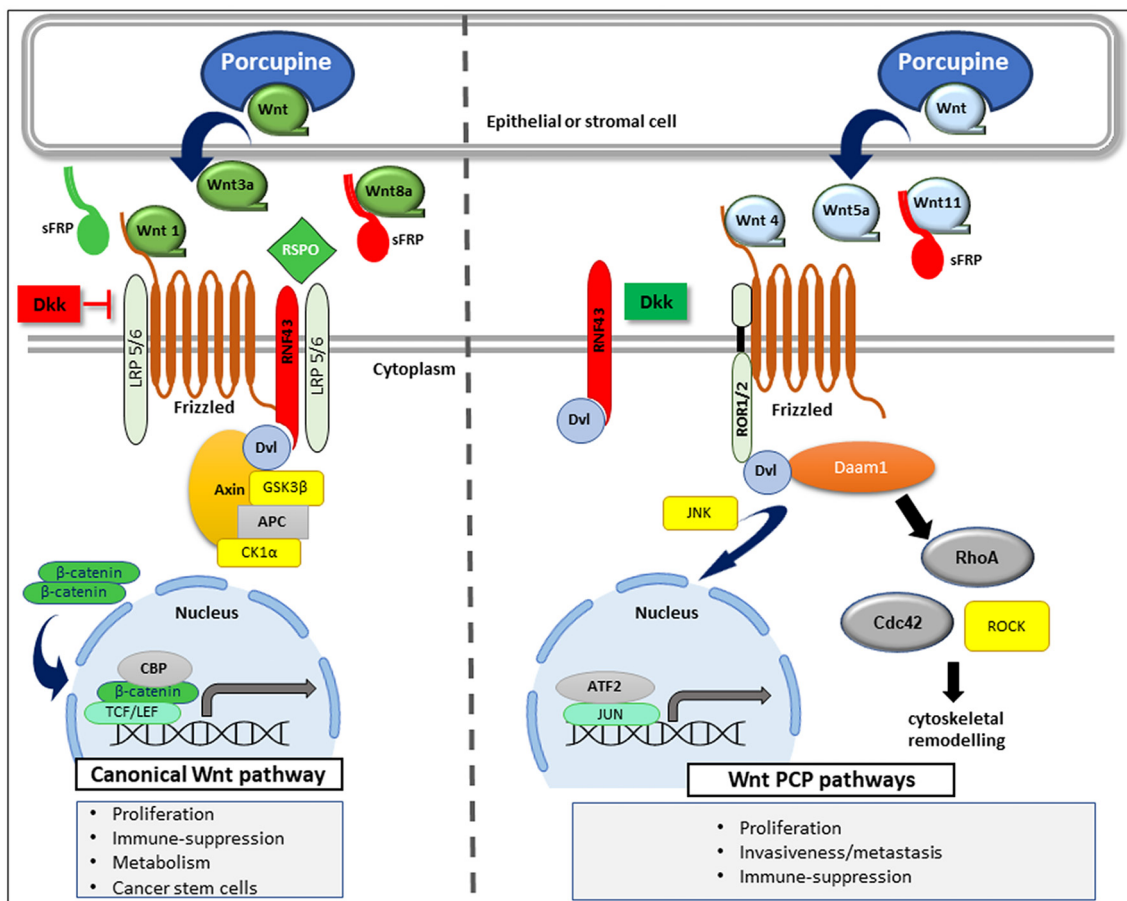 Porcupine
Wnt
Wnt3a
Wnt8a
sFRP
sFRP
Wnt 1
RSPO
Dkk
LRP 5/6
RNF43
LRP 5/6
Cytoplasm
Frizzled
Dvl
Axin
GSK3β
APC
CK1α
β-catenin
β-catenin
Nucleus
CBP
β-catenin
TCF/LEF
Canonical Wnt pathway
• Proliferation
• Immune-suppression
• Metabolism
• Cancer stem cells
Epithelial or stromal cell
Porcupine
Wnt
Wnt 4
Wnt5a
Wnt11
sFRP
RNF43
Dkk
ROR1/2
Frizzled
Dvl
Dvl
Daam1
JNK
RhoA
Cdc42
ROCK
Nucleus
ATF2
JUN
cytoskeletal
remodelling
Wnt PCP pathways
• Proliferation
• Invasiveness/metastasis
• Immune-suppression